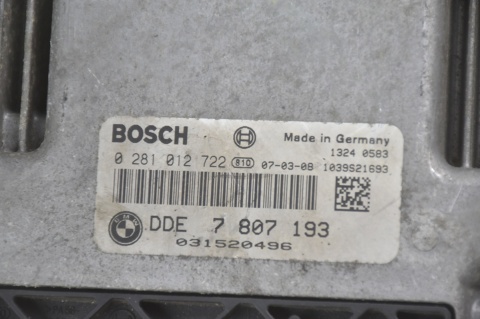 BOSCH Made in Germany
1324 0583
0 281 012 722 810 07-03-08 1039S21693
DDE 7 807 193
031520496